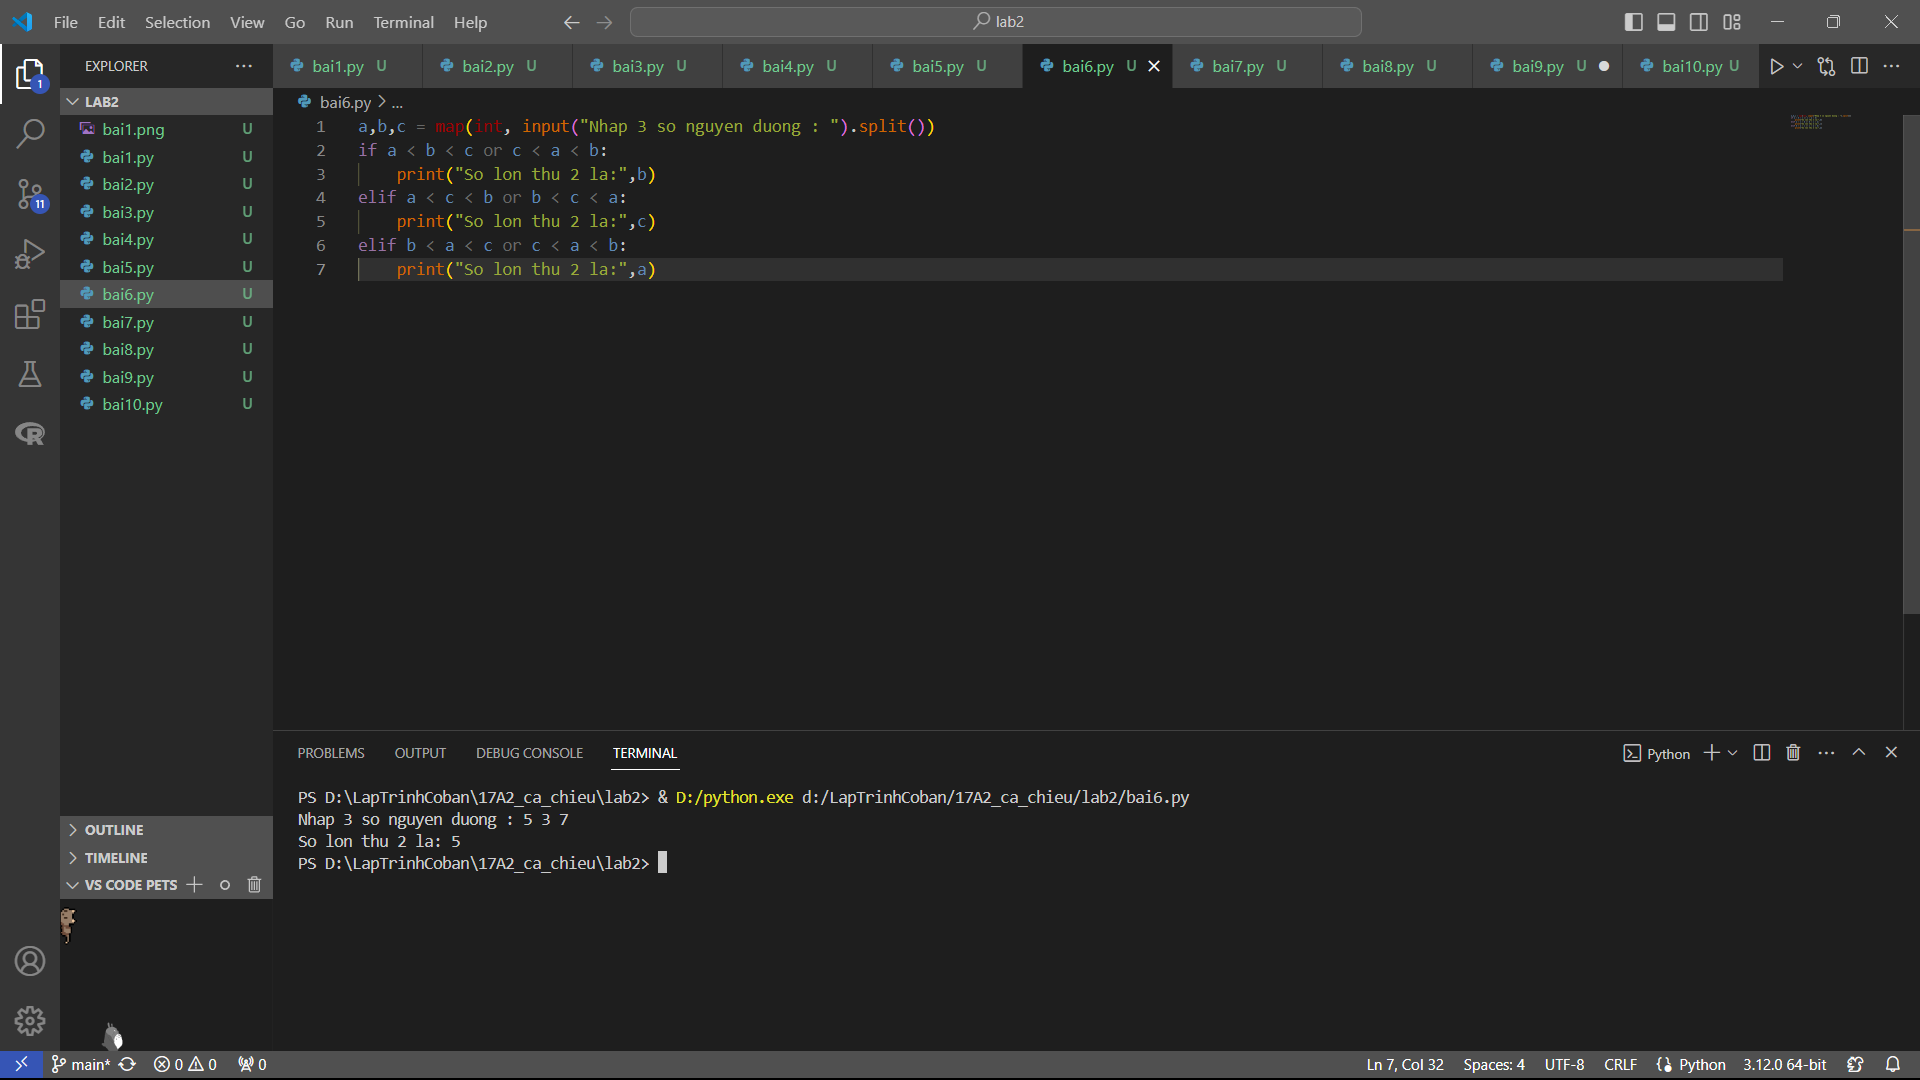 File Edit Selection View Go Run Terminal Help
lab2
EXPLORER
1
11
LAB2
bai1.png U
bai1.py U
bai2.py U
bai3.py U
bai4.py U
bai5.py U
bai6.py U
bai7.py U
bai8.py U
bai9.py U
bai10.py U
OUTLINE
TIMELINE
VS CODE PETS
bai1.py U bai2.py U bai3.py U bai4.py U bai5.py U bai6.py U bai7.py U bai8.py U bai9.py U bai10.py U
bai6.py > ...
1 a,b,c = map(int, input("Nhap 3 so nguyen duong : ").split())
2 if a < b < c or c < a < b:
3     print("So lon thu 2 la:",b)
4 elif a < c < b or b < c < a:
5     print("So lon thu 2 la:",c)
6 elif b < a < c or c < a < b:
7     print("So lon thu 2 la:",a)
PROBLEMS OUTPUT DEBUG CONSOLE TERMINAL
Python
PS D:\LapTrinhCoban\17A2_ca_chieu\lab2> & D:/python.exe d:/LapTrinhCoban/17A2_ca_chieu/lab2/bai6.py
Nhap 3 so nguyen duong : 5 3 7
So lon thu 2 la: 5
PS D:\LapTrinhCoban\17A2_ca_chieu\lab2>
main* 0 0 0 Ln 7, Col 32 Spaces: 4 UTF-8 CRLF Python 3.12.0 64-bit